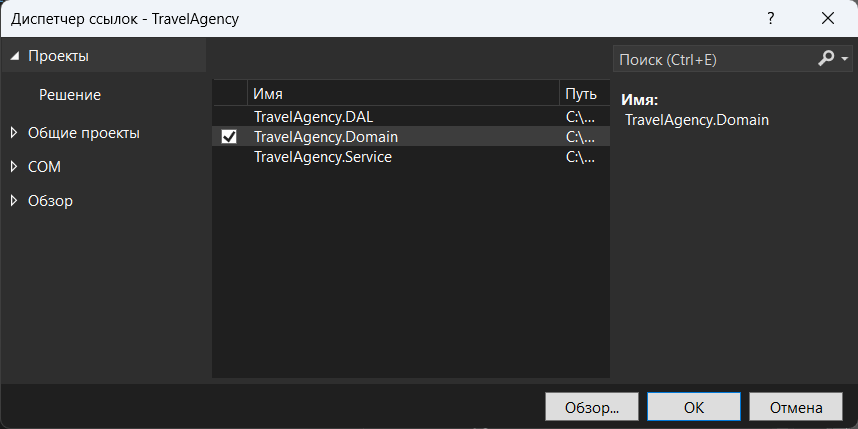 Диспетчер ссылок - TravelAgency
?
Проекты
Решение
Общие проекты
COM
Обзор
Имя Путь
TravelAgency.DAL C:\...
TravelAgency.Domain C:\...
TravelAgency.Service C:\...
Поиск (Ctrl+E)
Имя:
TravelAgency.Domain
Обзор... ОК Отмена